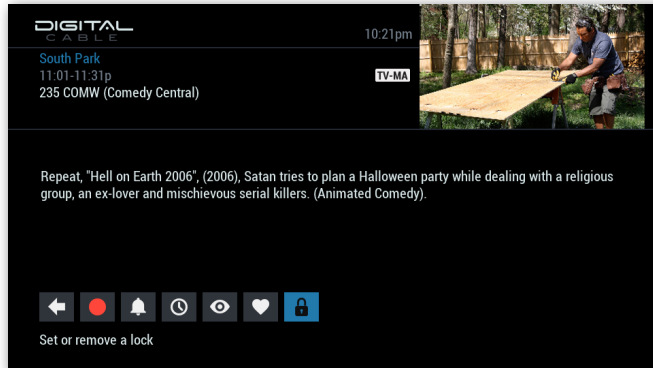 DIGITAL
CABLE
10:21pm
South Park
11:01-11:31p
TV-MA
235 COMW (Comedy Central)
Repeat, "Hell on Earth 2006", (2006), Satan tries to plan a Halloween party while dealing with a religious
group, an ex-lover and mischievous serial killers. (Animated Comedy).
Set or remove a lock